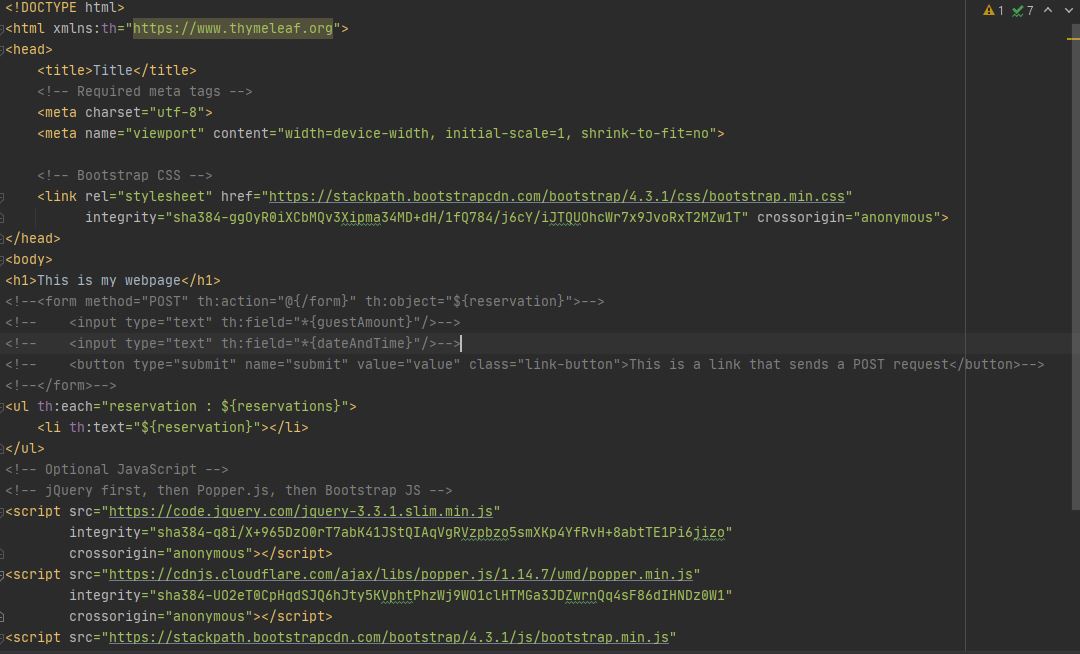 <!DOCTYPE html>
<html xmlns:th="https://www.thymeleaf.org">
<head>
    <title>Title</title>
    <!-- Required meta tags -->
    <meta charset="utf-8">
    <meta name="viewport" content="width=device-width, initial-scale=1, shrink-to-fit=no">
    <!-- Bootstrap CSS -->
    <link rel="stylesheet" href="https://stackpath.bootstrapcdn.com/bootstrap/4.3.1/css/bootstrap.min.css"
          integrity="sha384-ggOyR0iXCbMQv3Xipma34MD+dH/1fQ784/j6cY/iJTQUOhcWr7x9JvoRxT2MZw1T" crossorigin="anonymous">
</head>
<body>
<h1>This is my webpage</h1>
<!--<form method="POST" th:action="@{/form}" th:object="${reservation}">-->
<!--    <input type="text" th:field="*{guestAmount}"/>-->
<!--    <input type="text" th:field="*{dateAndTime}"/>-->
<!--    <button type="submit" name="submit" value="value" class="link-button">This is a link that sends a POST request</button>-->
<!--</form>-->
<ul th:each="reservation : ${reservations}">
    <li th:text="${reservation}"></li>
</ul>
<!-- Optional JavaScript -->
<!-- jQuery first, then Popper.js, then Bootstrap JS -->
<script src="https://code.jquery.com/jquery-3.3.1.slim.min.js"
        integrity="sha384-q8i/X+965DzO0rT7abK41JStQIAqVgRVzpbzo5smXKp4YfRvH+8abtTE1Pi6jizo"
        crossorigin="anonymous"></script>
<script src="https://cdnjs.cloudflare.com/ajax/libs/popper.js/1.14.7/umd/popper.min.js"
        integrity="sha384-UO2eT0CpHqdSJQ6hJty5KVphtPhzWj9WO1clHTMGa3JDZwrnQq4sF86dIHNDz0W1"
        crossorigin="anonymous"></script>
<script src="https://stackpath.bootstrapcdn.com/bootstrap/4.3.1/js/bootstrap.min.js"
1 7